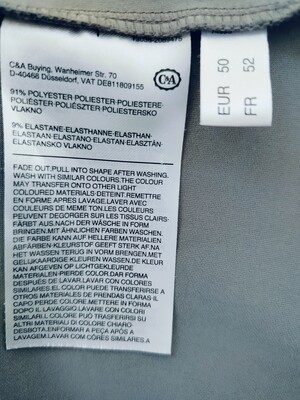 C&A Buying, Wanheimer Str. 70
D-40468 Düsseldorf, VAT DE811809155
C&A
91% POLYESTER-POLIESTER-POLIESTERE-
POLIÉSTER-POLIÉSZTER-POLIESTERSKO
VLAKNO
9% ELASTANE-ELASTHANNE-ELASTHAN-
ELASTAAN-ELASTANO-ELASTAN-ELASZTÁN-
ELASTANSKO VLAKNO
FADE OUT.PULL INTO SHAPE AFTER WASHING.
WASH WITH SIMILAR COLOURS.THE COLOUR
MAY TRANSFER ONTO OTHER LIGHT
COLOURED MATERIALS-DETEINT.REMETTRE
EN FORME APRES LAVAGE.LAVER AVEC
COULEURS DE MEME TON LES COULEURS
PEUVENT DEGORGER SUR LES TISSUS CLAIRS-
FÄRBT AUS.NACH DER WÄSCHE IN FORM
BRINGEN.MIT ÄHNLICHEN FARBEN WASCHEN.
DIE FARBE KANN AUF HELLERE MATERIALIEN
ABFÄRBEN-KLEURSTOF GEEFT STERK AF.NA
HET WASSEN TERUG IN VORM BRENGEN.MET
GELIJKAARDIGE KLEUREN WASSEN.DE KLEUR
KAN AFGEVEN OP LICHTGEKLEURDE
MATERIALEN-PIERDE COLOR.DAR FORMA
DESPUÉS DE LAVAR.LAVAR CON COLORES
SIMILARES.EL COLOR PUEDE TRANSFERIRSE A
OTROS MATERIALES DE PRENDAS CLARAS-IL
CAPO PERDE COLORE.RIMETTERE IN FORMA
DOPO IL LAVAGGIO.LAVARE CON COLORI
SIMILARI.IL COLORE PUÒ TRASFERIRSI SU
ALTRI MATERIALI DI COLORE CHIARO-
DESBOTA.ENFORMAR A PEÇA APÓS A
LAVAGEM.LAVAR COM CÔRES SIMILARES.A
EUR 50
FR 52